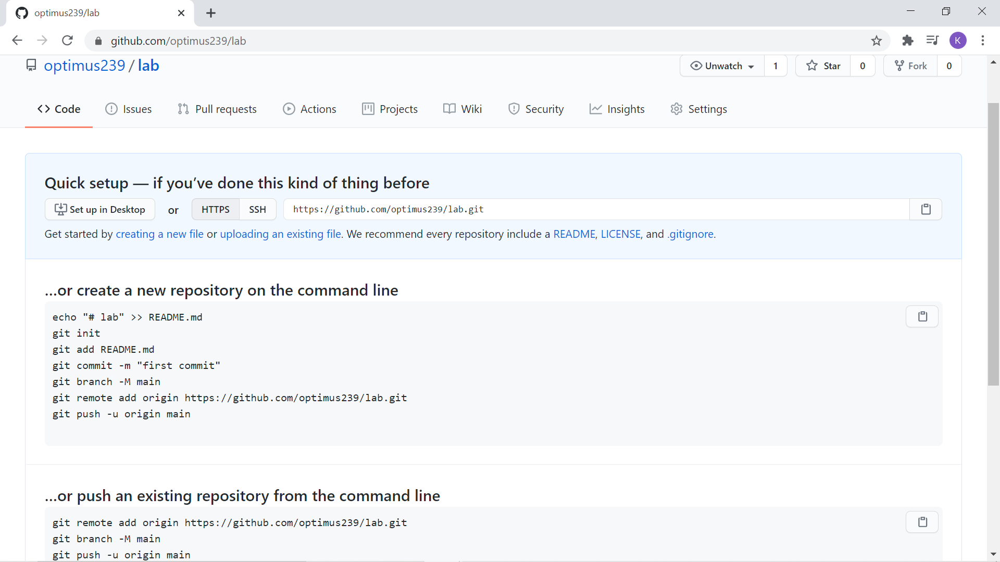 optimus239/lab
github.com/optimus239/lab
K
optimus239 / lab
Unwatch 1 Star 0 Fork 0
Code Issues Pull requests Actions Projects Wiki Security Insights Settings
Quick setup — if you’ve done this kind of thing before
Set up in Desktop or HTTPS SSH https://github.com/optimus239/lab.git
Get started by creating a new file or uploading an existing file. We recommend every repository include a README, LICENSE, and .gitignore.
…or create a new repository on the command line
echo "# lab" >> README.md
git init
git add README.md
git commit -m "first commit"
git branch -M main
git remote add origin https://github.com/optimus239/lab.git
git push -u origin main
…or push an existing repository from the command line
git remote add origin https://github.com/optimus239/lab.git
git branch -M main
git push -u origin main